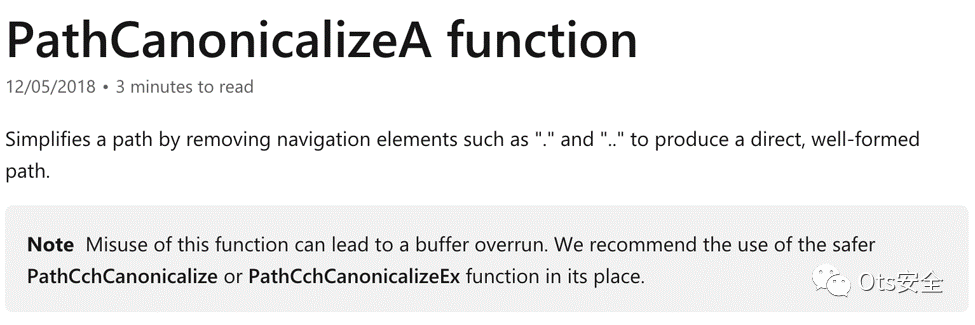 PathCanonicalizeA function
12/05/2018 • 3 minutes to read
Simplifies a path by removing navigation elements such as "." and ".." to produce a direct, well-formed
path.
Note  Misuse of this function can lead to a buffer overrun. We recommend the use of the safer
PathCchCanonicalize or PathCchCanonicalizeEx function in its place.
Ots安全